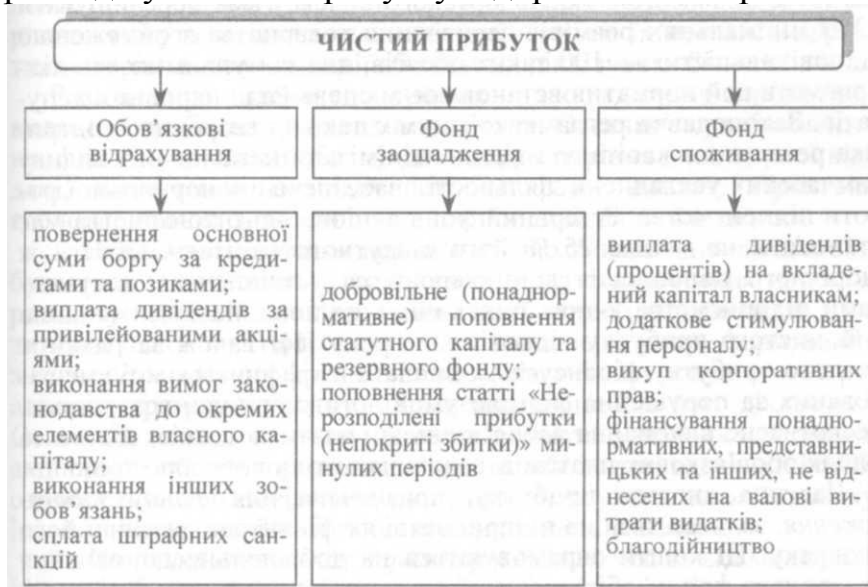 ЧИСТИЙ ПРИБУТОК
Обов'язкові
відрахування
Фонд
заощадження
Фонд
споживання
повернення основної
суми боргу за креди-
тами та позиками;
виплата дивідендів за
привілейованими акці-
ями;
виконання вимог зако-
нодавства до окремих
елементів власного ка-
піталу;
виконання інших зо-
бов'язань;
сплата штрафних сан-
кцій
добровільне (понаднор-
мативне) поповнення
статутного капіталу та
резервного фонду;
поповнення статті «Не-
розподілені прибутки
(непокриті збитки)» ми-
нулих періодів
виплата дивідендів
(процентів) на вкладе-
ний капітал власникам;
додаткове стимулюван-
ня персоналу;
викуп корпоративних
прав;
фінансування понадно-
рмативних, представни-
цьких та інших, не від-
несених на валові ви-
трати видатків;
благодійництво